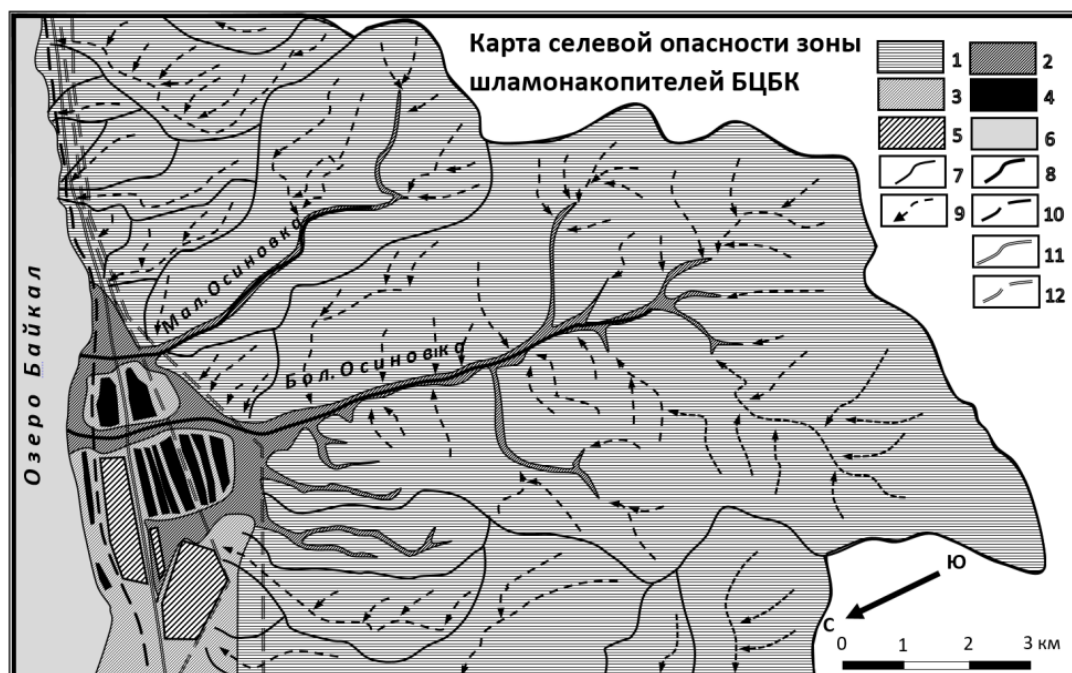 Карта селевой опасности зоны
шламонакопителей БЦБК
1
2
3
4
5
6
7
8
9
10
11
12
Озеро Байкал
Мал. Осиновка
Бол. Осиновка
Ю
С
0 1 2 3 км